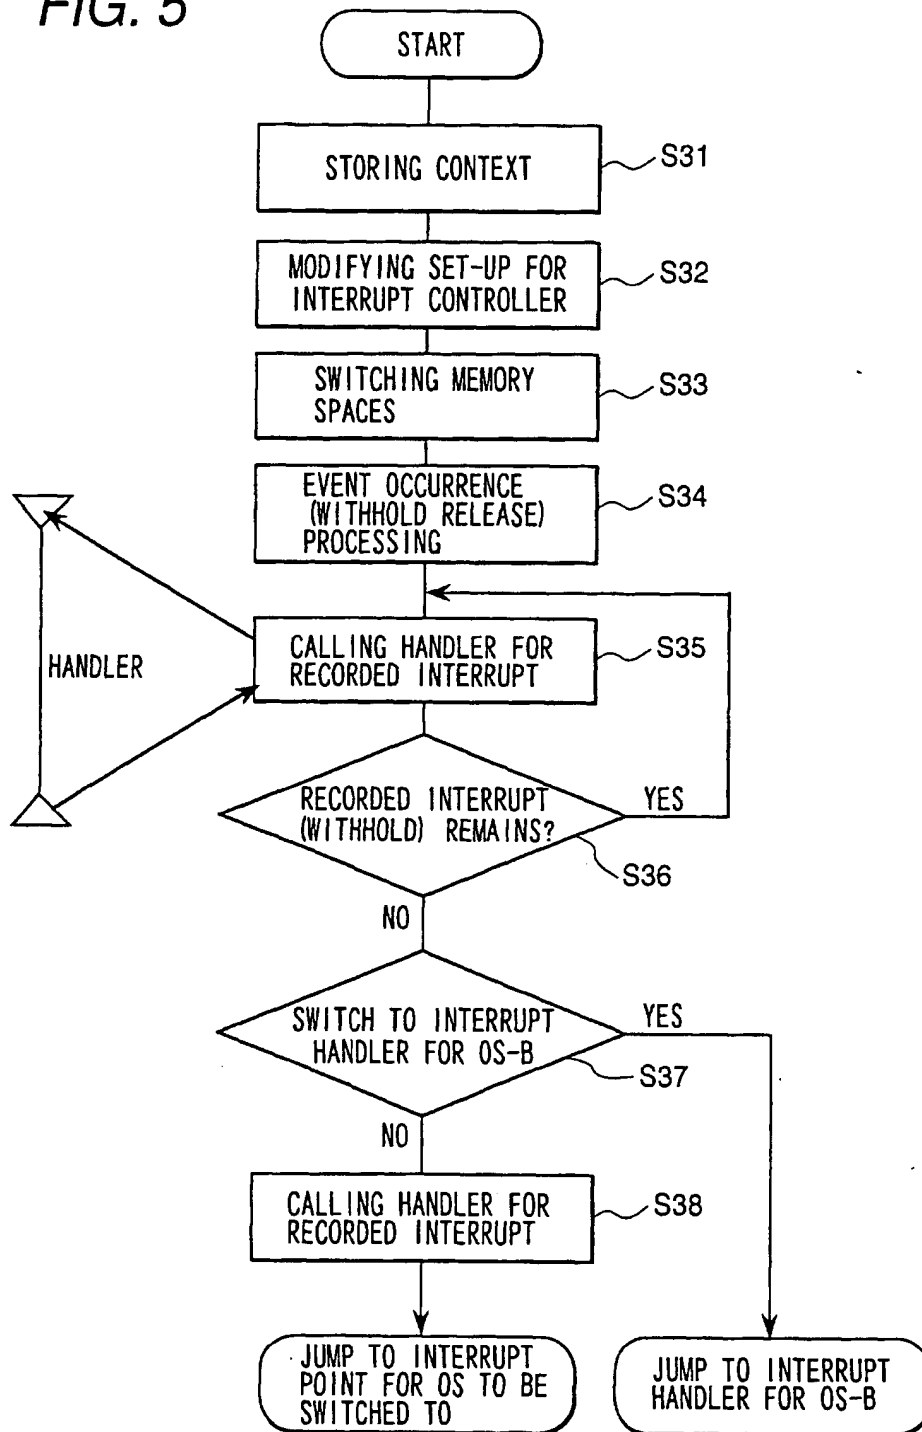 FIG. 5
START
STORING CONTEXT
S31
MODIFYING SET-UP FOR
INTERRUPT CONTROLLER
S32
SWITCHING MEMORY
SPACES
S33
EVENT OCCURRENCE
(WITHHOLD RELEASE)
PROCESSING
S34
HANDLER
CALLING HANDLER FOR
RECORDED INTERRUPT
S35
RECORDED INTERRUPT
(WITHHOLD) REMAINS?
YES
S36
NO
SWITCH TO INTERRUPT
HANDLER FOR OS-B
YES
S37
NO
CALLING HANDLER FOR
RECORDED INTERRUPT
S38
JUMP TO INTERRUPT
POINT FOR OS TO BE
SWITCHED TO
JUMP TO INTERRUPT
HANDLER FOR OS-B